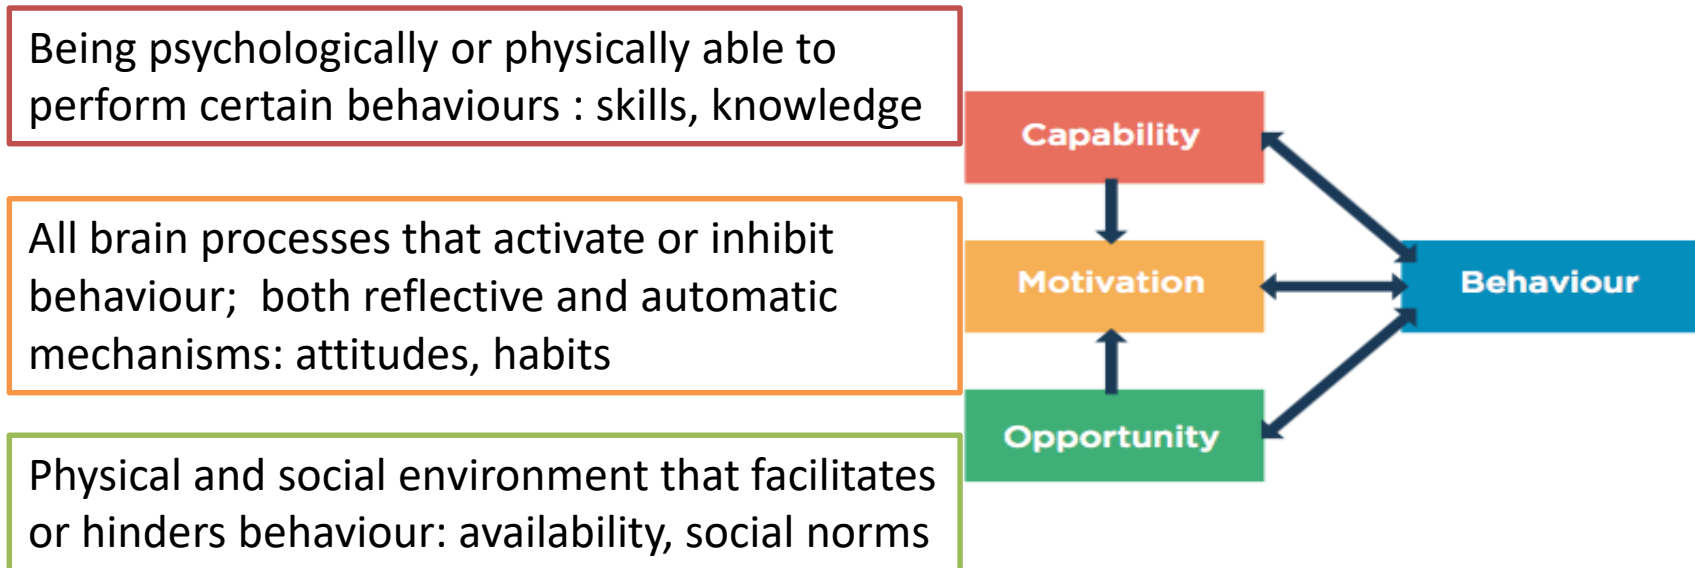 Being psychologically or physically able to
perform certain behaviours : skills, knowledge
Capability
All brain processes that activate or inhibit
behaviour;  both reflective and automatic
mechanisms: attitudes, habits
Motivation
Behaviour
Opportunity
Physical and social environment that facilitates
or hinders behaviour: availability, social norms